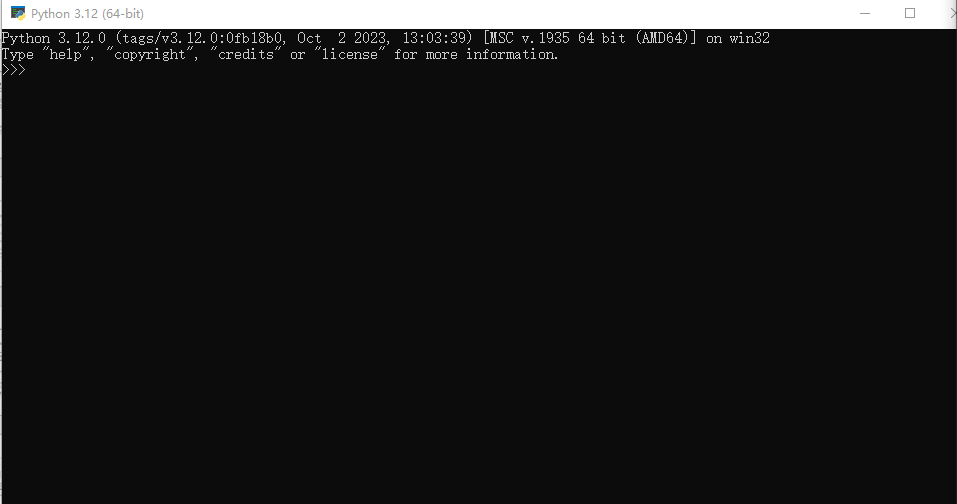 Python 3.12 (64-bit)
Python 3.12.0 (tags/v3.12.0:0fb18b0, Oct  2 2023, 13:03:39) [MSC v.1935 64 bit (AMD64)] on win32
Type "help", "copyright", "credits" or "license" for more information.
>>>